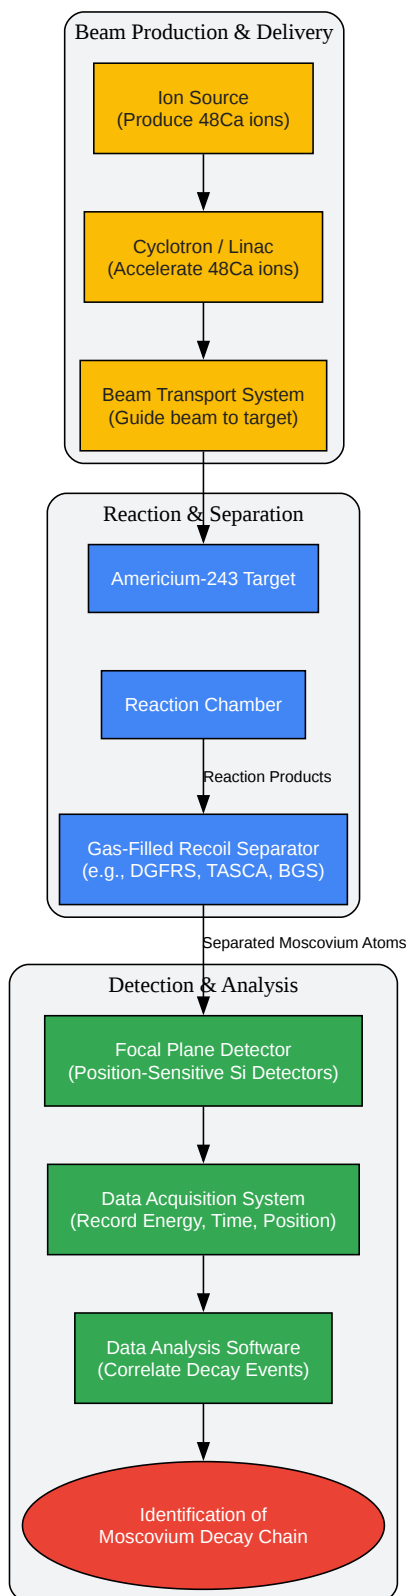 Beam Production & Delivery
Ion Source
(Produce 48Ca ions)
Cyclotron / Linac
(Accelerate 48Ca ions)
Beam Transport System
(Guide beam to target)
Reaction & Separation
Americium-243 Target
Reaction Chamber
Reaction Products
Gas-Filled Recoil Separator
(e.g., DGFRS, TASCA, BGS)
Separated Moscovium Atoms
Detection & Analysis
Focal Plane Detector
(Position-Sensitive Si Detectors)
Data Acquisition System
(Record Energy, Time, Position)
Data Analysis Software
(Correlate Decay Events)
Identification of
Moscovium Decay Chain